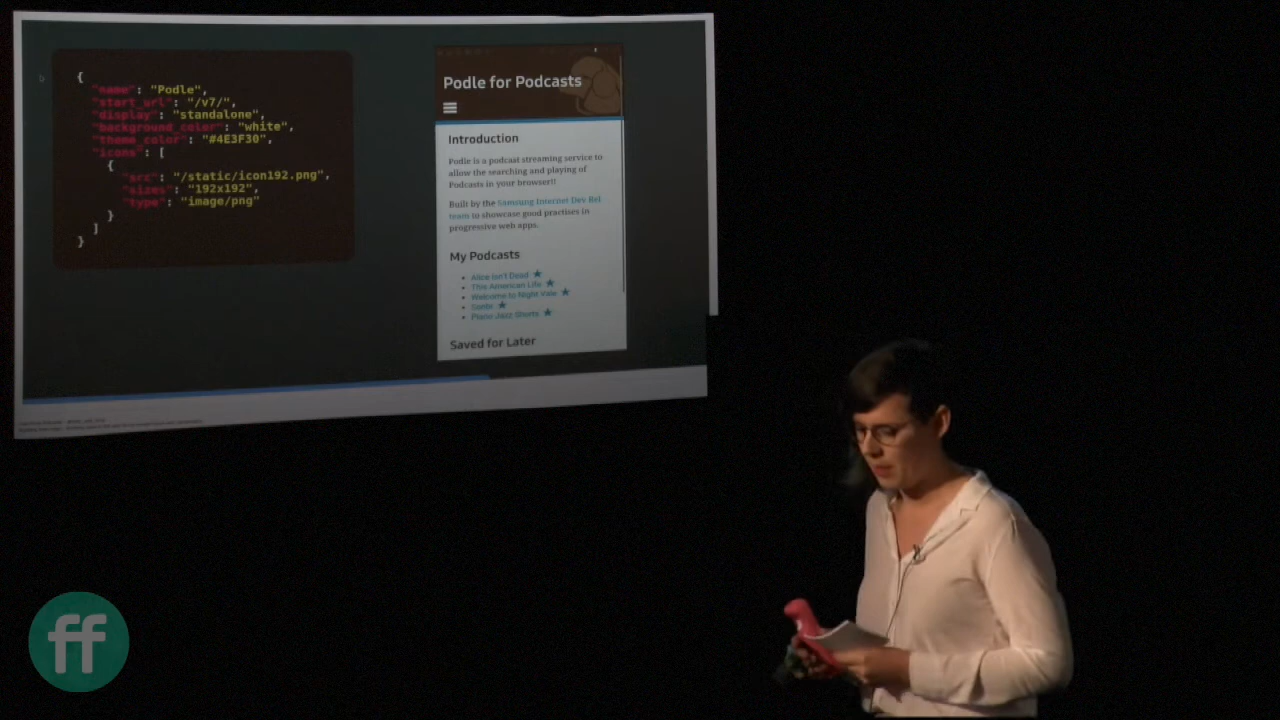 {
"name": "Podle",
"start_url": "/v7/",
"display": "standalone",
"background_color": "white",
"theme_color": "#4E3F30",
"icons": [
{
"src": "/static/icon192.png",
"sizes": "192x192",
"type": "image/png"
}
]
}
Podle for Podcasts
Introduction
Podle is a podcast streaming service to
allow the searching and playing of
Podcasts in your browser!!
Built by the Samsung Internet Dev Rel
team to showcase good practises in
progressive web apps.
My Podcasts
Alice Isn't Dead ★
This American Life ★
Welcome to Night Vale ★
★
Piano Jazz Shorts ★
Saved for Later
ff